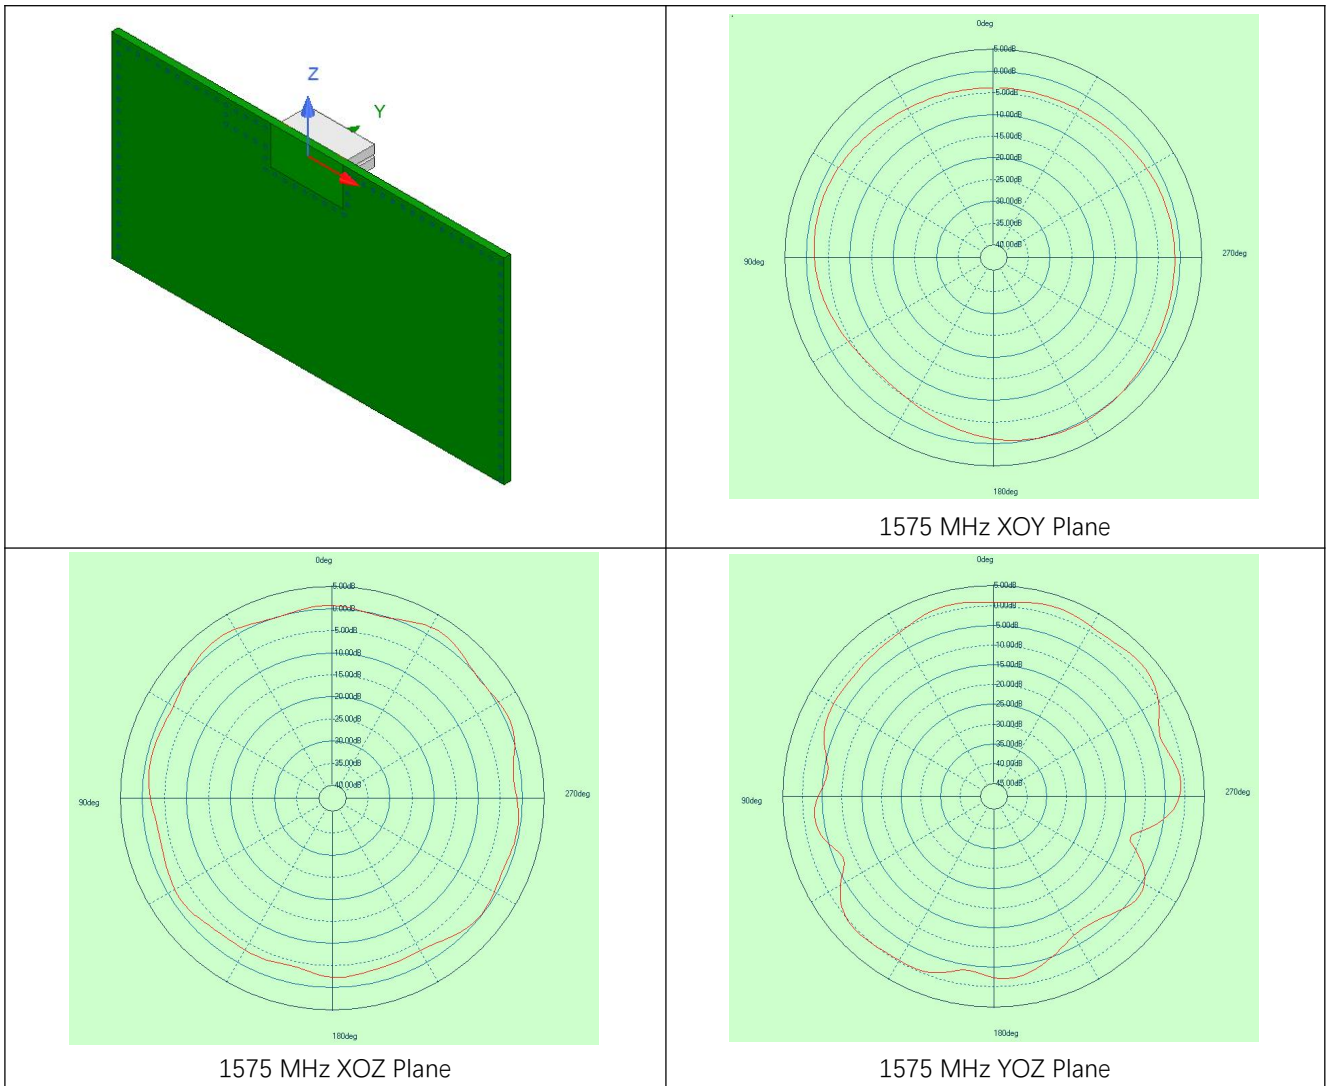 Z
Y
0deg
5.00dB
0.00dB
5.00dB
10.00dB
15.00dB
20.00dB
25.00dB
30.00dB
35.00dB
40.00dB
90deg
270deg
180deg
1575 MHz XOY Plane
0deg
5.00dB
0.00dB
5.00dB
10.00dB
15.00dB
20.00dB
25.00dB
30.00dB
35.00dB
40.00dB
90deg
270deg
180deg
1575 MHz XOZ Plane
0deg
5.00dB
0.00dB
5.00dB
10.00dB
15.00dB
20.00dB
25.00dB
30.00dB
35.00dB
40.00dB
45.00dB
90deg
270deg
180deg
1575 MHz YOZ Plane